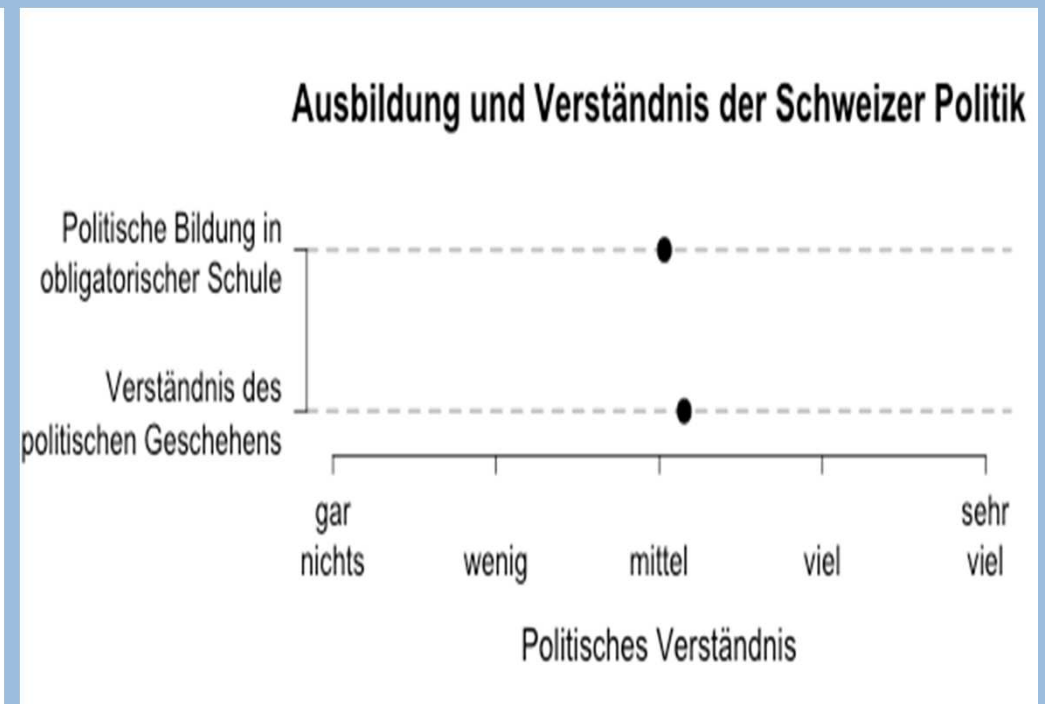 Ausbildung und Verständnis der Schweizer Politik
Politische Bildung in
obligatorischer Schule
Verständnis des
politischen Geschehens
gar
nichts
wenig
mittel
viel
sehr
viel
Politisches Verständnis